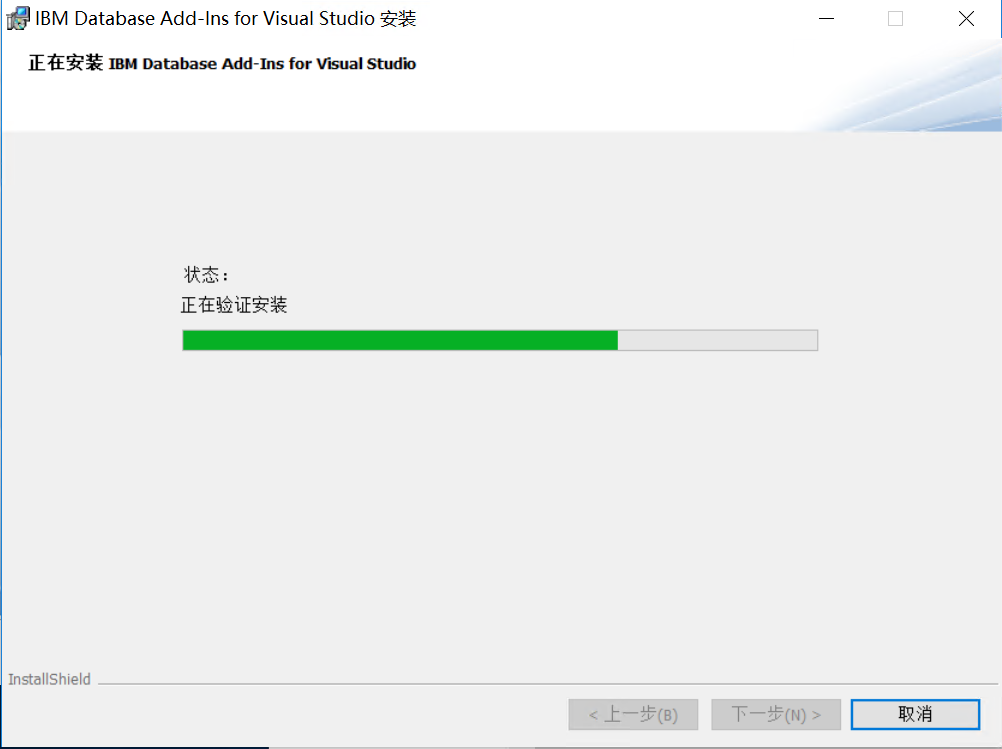 IBM Database Add-Ins for Visual Studio 安装
正在安装 IBM Database Add-Ins for Visual Studio
状态：
正在验证安装
InstallShield
< 上一步(B)
下一步(N) >
取消